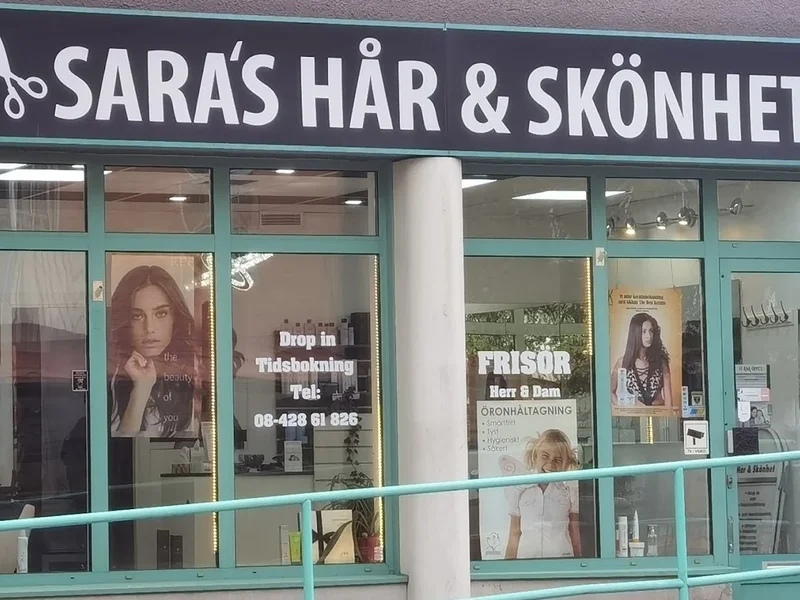 SARA'S HÅR & SKÖNHET
the
beauty
of
you
Drop in
Tidsbokning
Tel:
08-428 61 826
FRISÖR
Herr & Dam
ÖRONHÅLTAGNING
• Smärtfritt
• Tyst
• Hygieniskt
• Säkert
Hår & Skönhet